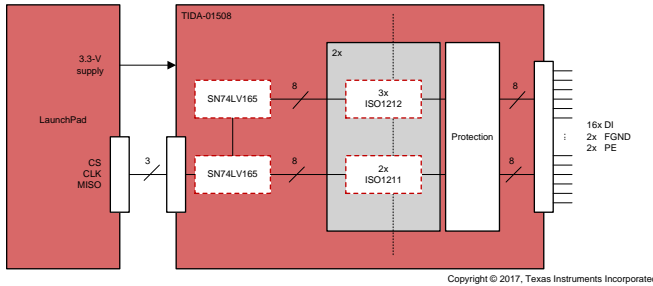 TIDA-01508
2x
3.3-V
supply
LaunchPad
SN74LV165
8
3x
ISO1212
8
Protection
16x DI
2x FGND
2x PE
CS
CLK
MISO
3
SN74LV165
8
2x
ISO1211
8
Copyright © 2017, Texas Instruments Incorporated